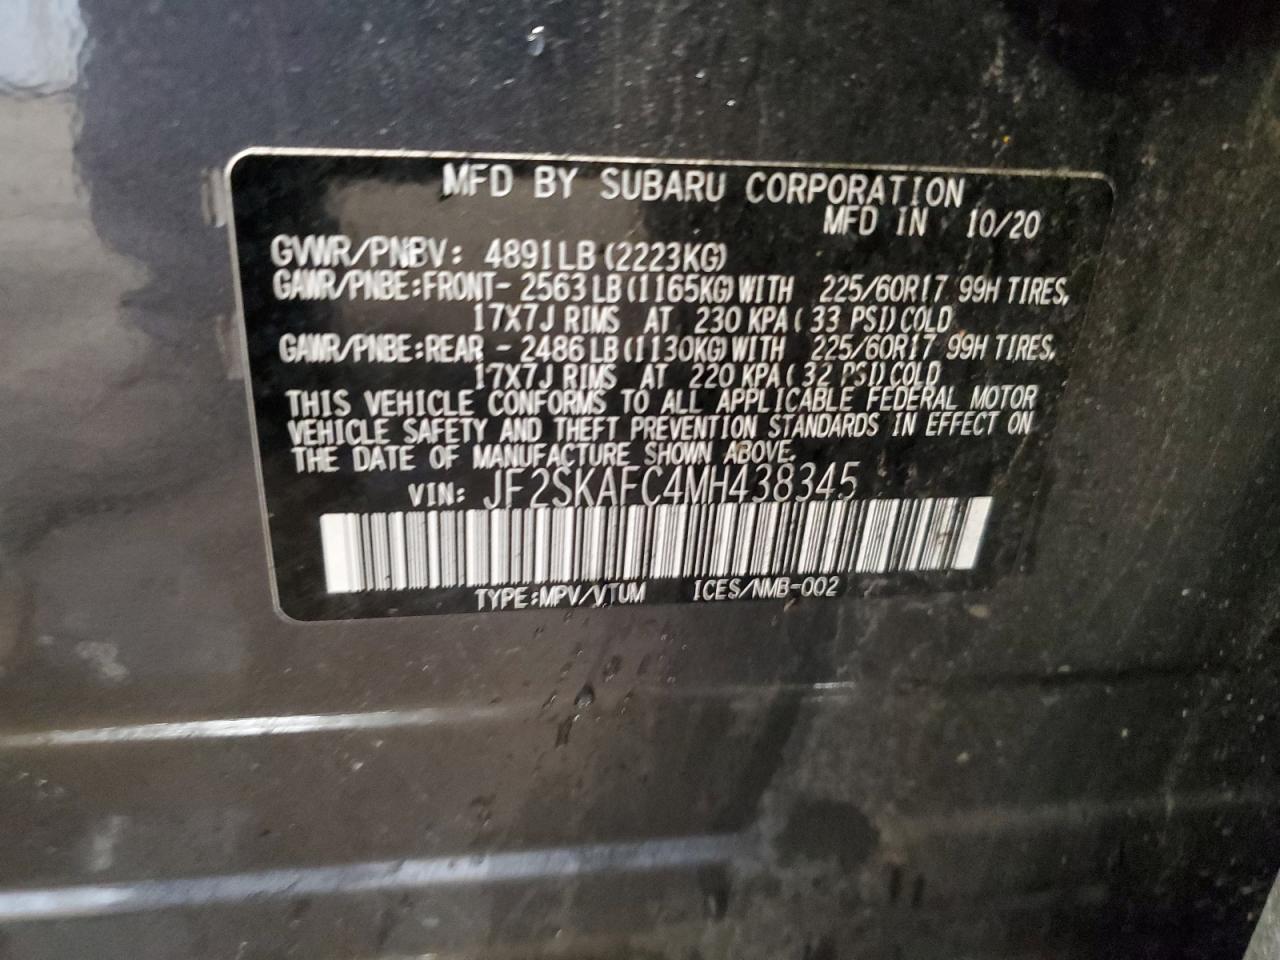 MFD BY SUBARU CORPORATION
MFD IN 10/20
GVWR/PNBV: 4891LB (2223KG)
GAWR/PNBE:FRONT- 2563 LB (1165KG) WITH 225/60R17 99H TIRES,
17X7J RIMS AT 230 KPA ( 33 PSI) COLD
GAWR/PNBE:REAR - 2486 LB (1130KG) WITH 225/60R17 99H TIRES,
17X7J RIMS AT 220 KPA ( 32 PSI) COLD
THIS VEHICLE CONFORMS TO ALL APPLICABLE FEDERAL MOTOR
VEHICLE SAFETY AND THEFT PREVENTION STANDARDS IN EFFECT ON
THE DATE OF MANUFACTURE SHOWN ABOVE.
VIN: JF2SKAFC4MH438345
TYPE:MPV/VTUM ICES/NMB-002